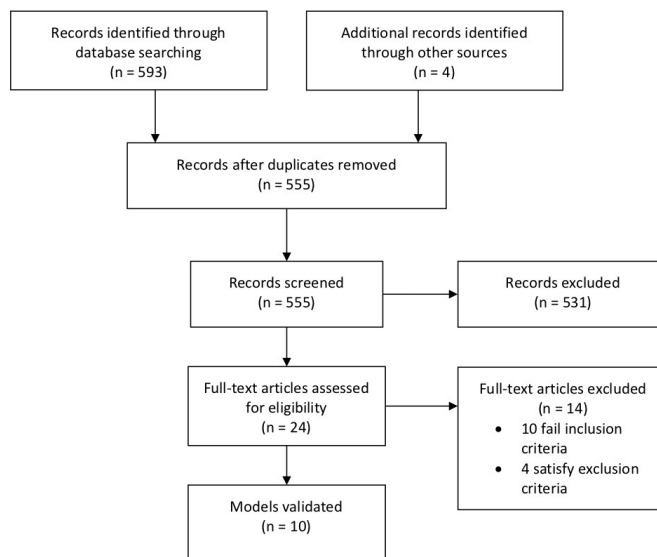 Records identified through
database searching
(n = 593)
Additional records identified
through other sources
(n = 4)
Records after duplicates removed
(n = 555)
Records screened
(n = 555)
Records excluded
(n = 531)
Full-text articles assessed
for eligibility
(n = 24)
Full-text articles excluded
(n = 14)
• 10 fail inclusion
criteria
• 4 satisfy exclusion
criteria
Models validated
(n = 10)